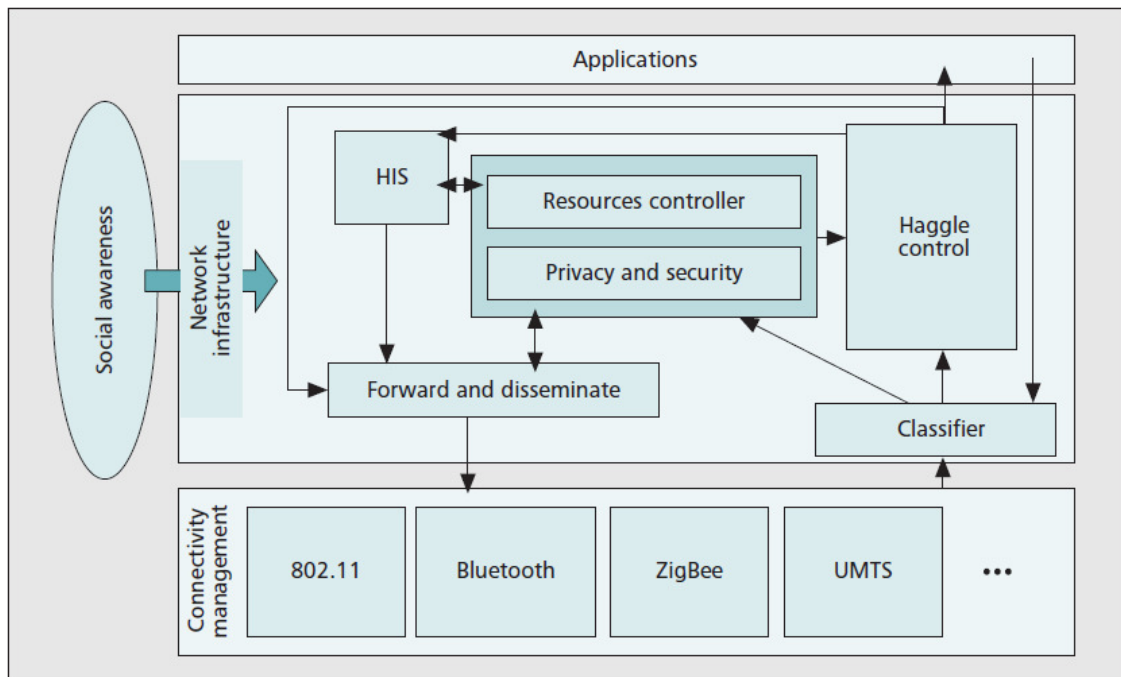 Applications
Social awareness
Network
infrastructure
HIS
Resources controller
Privacy and security
Haggle
control
Forward and disseminate
Classifier
Connectivity
management
802.11
Bluetooth
ZigBee
UMTS
•••